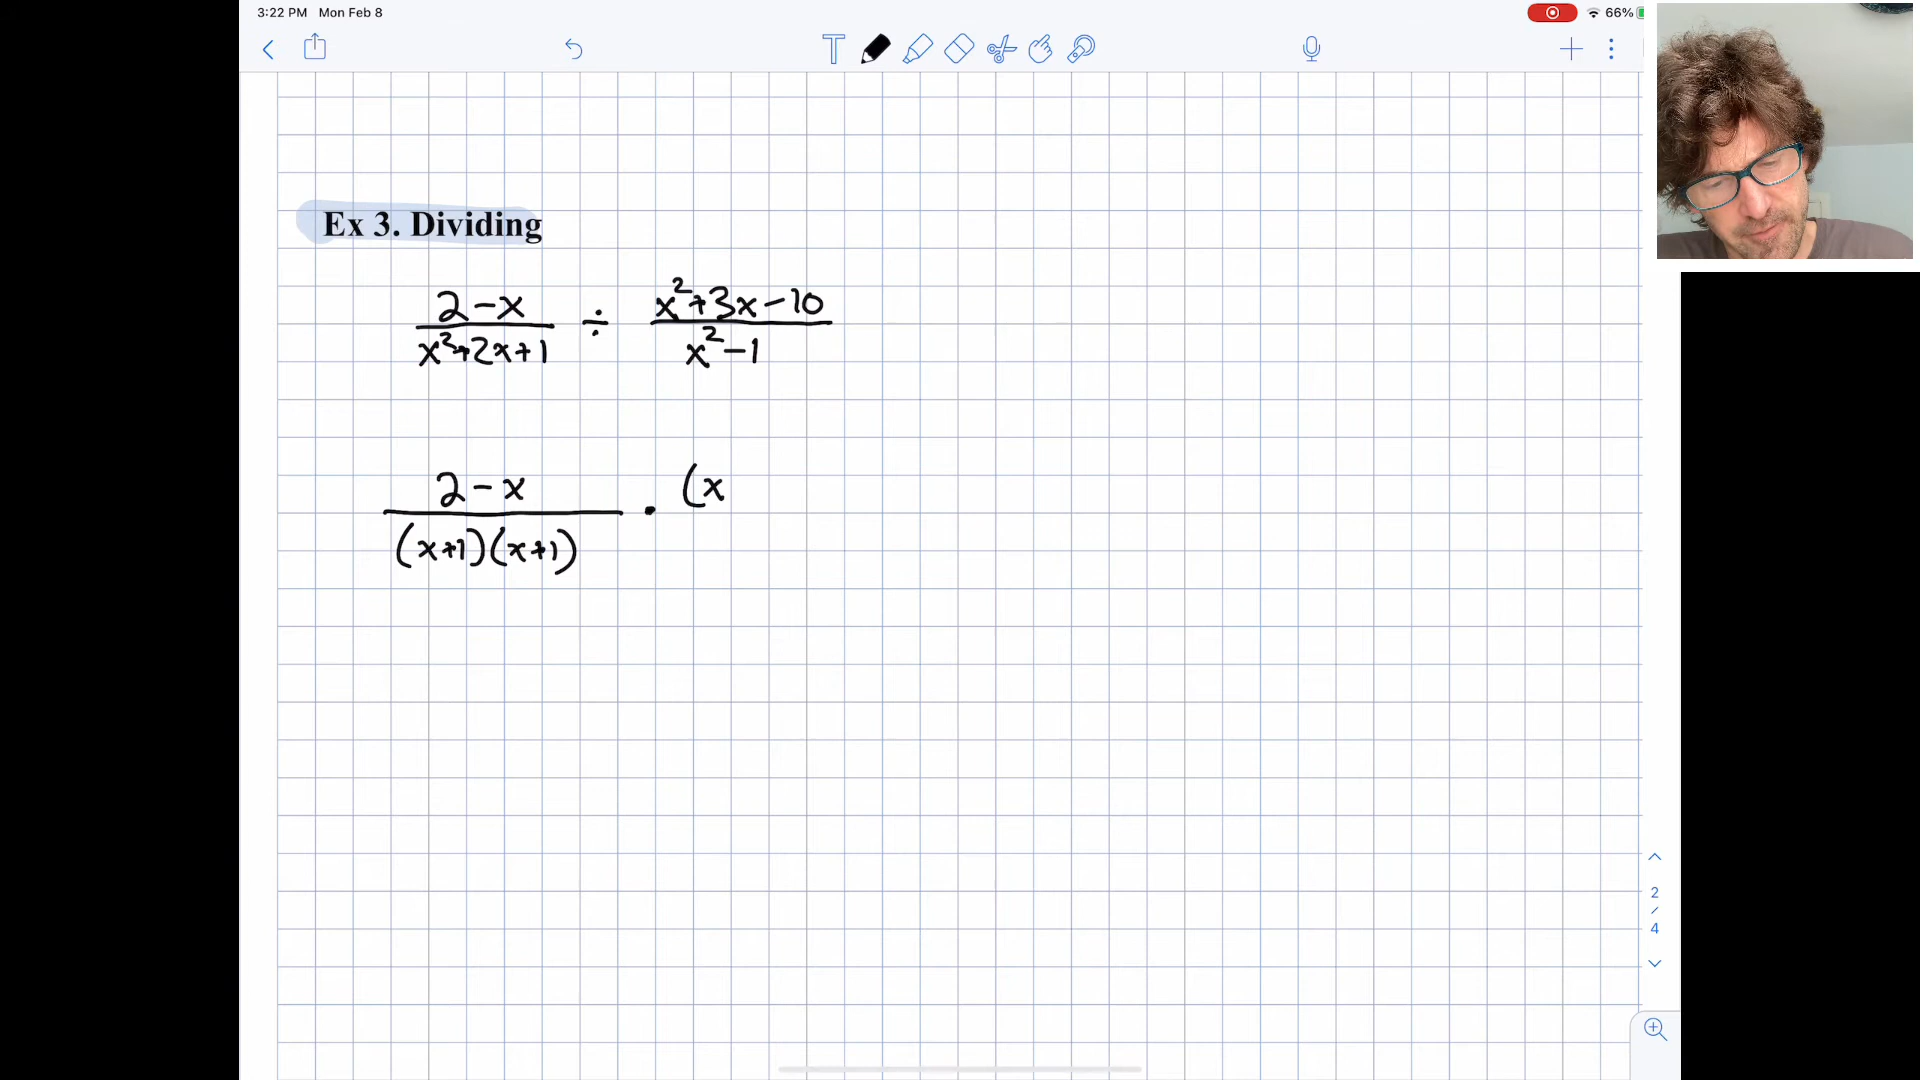 3:22 PM Mon Feb 8
66%
T
Ex 3. Dividing
2-x ÷ x²+3x-10
x²+2x+1 x²-1
2-x · (x
(x+1)(x+1)
2
/
4